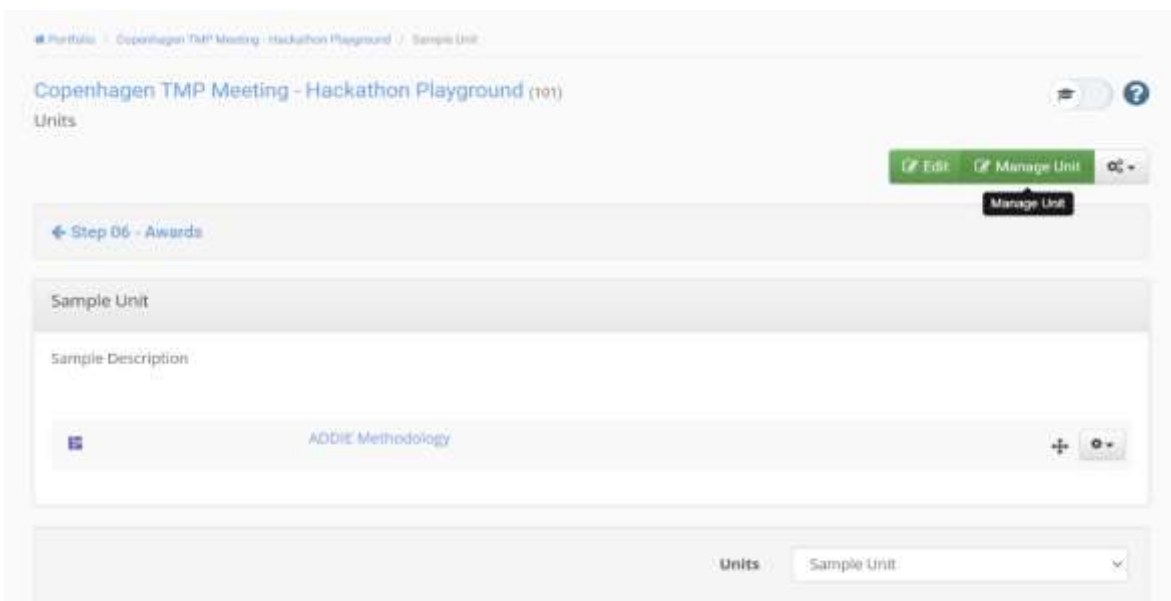 Portfolio / Copenhagen TMP Meeting - Hackathon Playground / Sample Unit
Copenhagen TMP Meeting - Hackathon Playground (101)
Units
Edit Manage Unit
Manage Unit
Step 06 - Awards
Sample Unit
Sample Description
ADDIE Methodology
Units Sample Unit